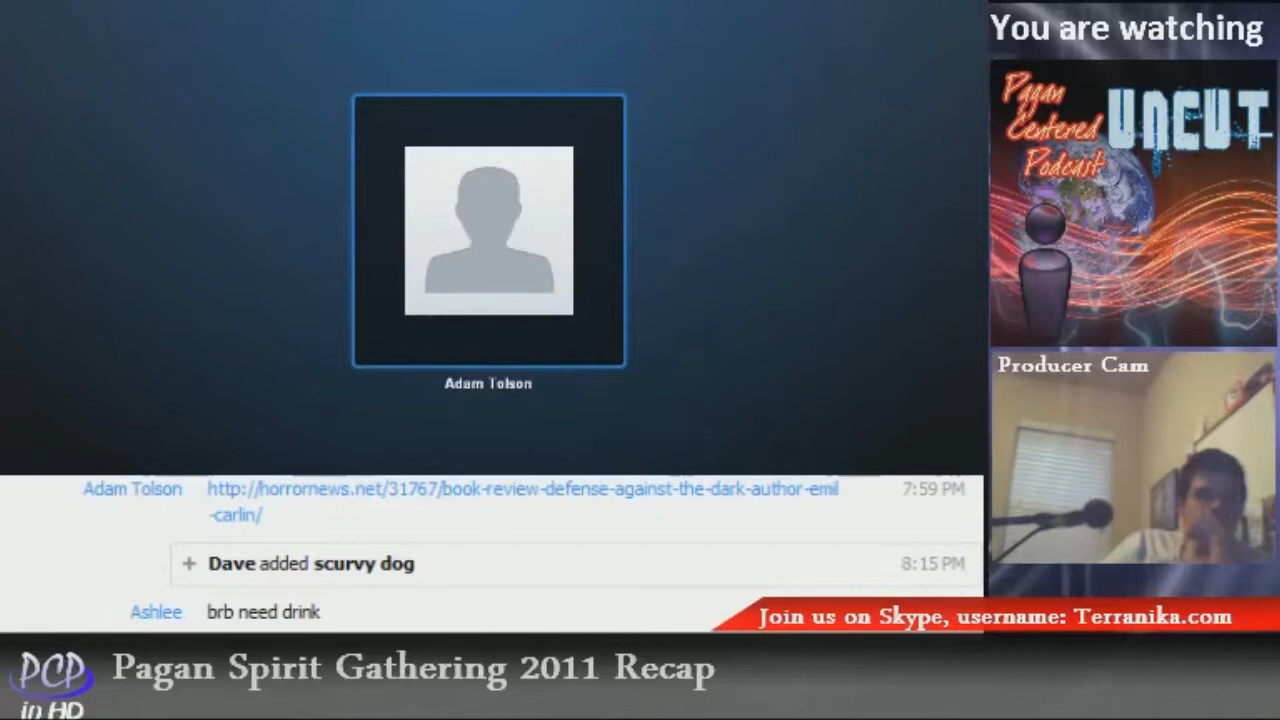 You are watching
Pagan
Centered
Podcast
UNCUT
Producer Cam
Adam Tolson
Adam Tolson http://horrornews.net/31767/book-review-defense-against-the-dark-author-emil 7:59 PM
-carlin/
+ Dave added scurvy dog 8:15 PM
Ashlee brb need drink
Join us on Skype, username: Terranika.com
PCP
in HD
Pagan Spirit Gathering 2011 Recap